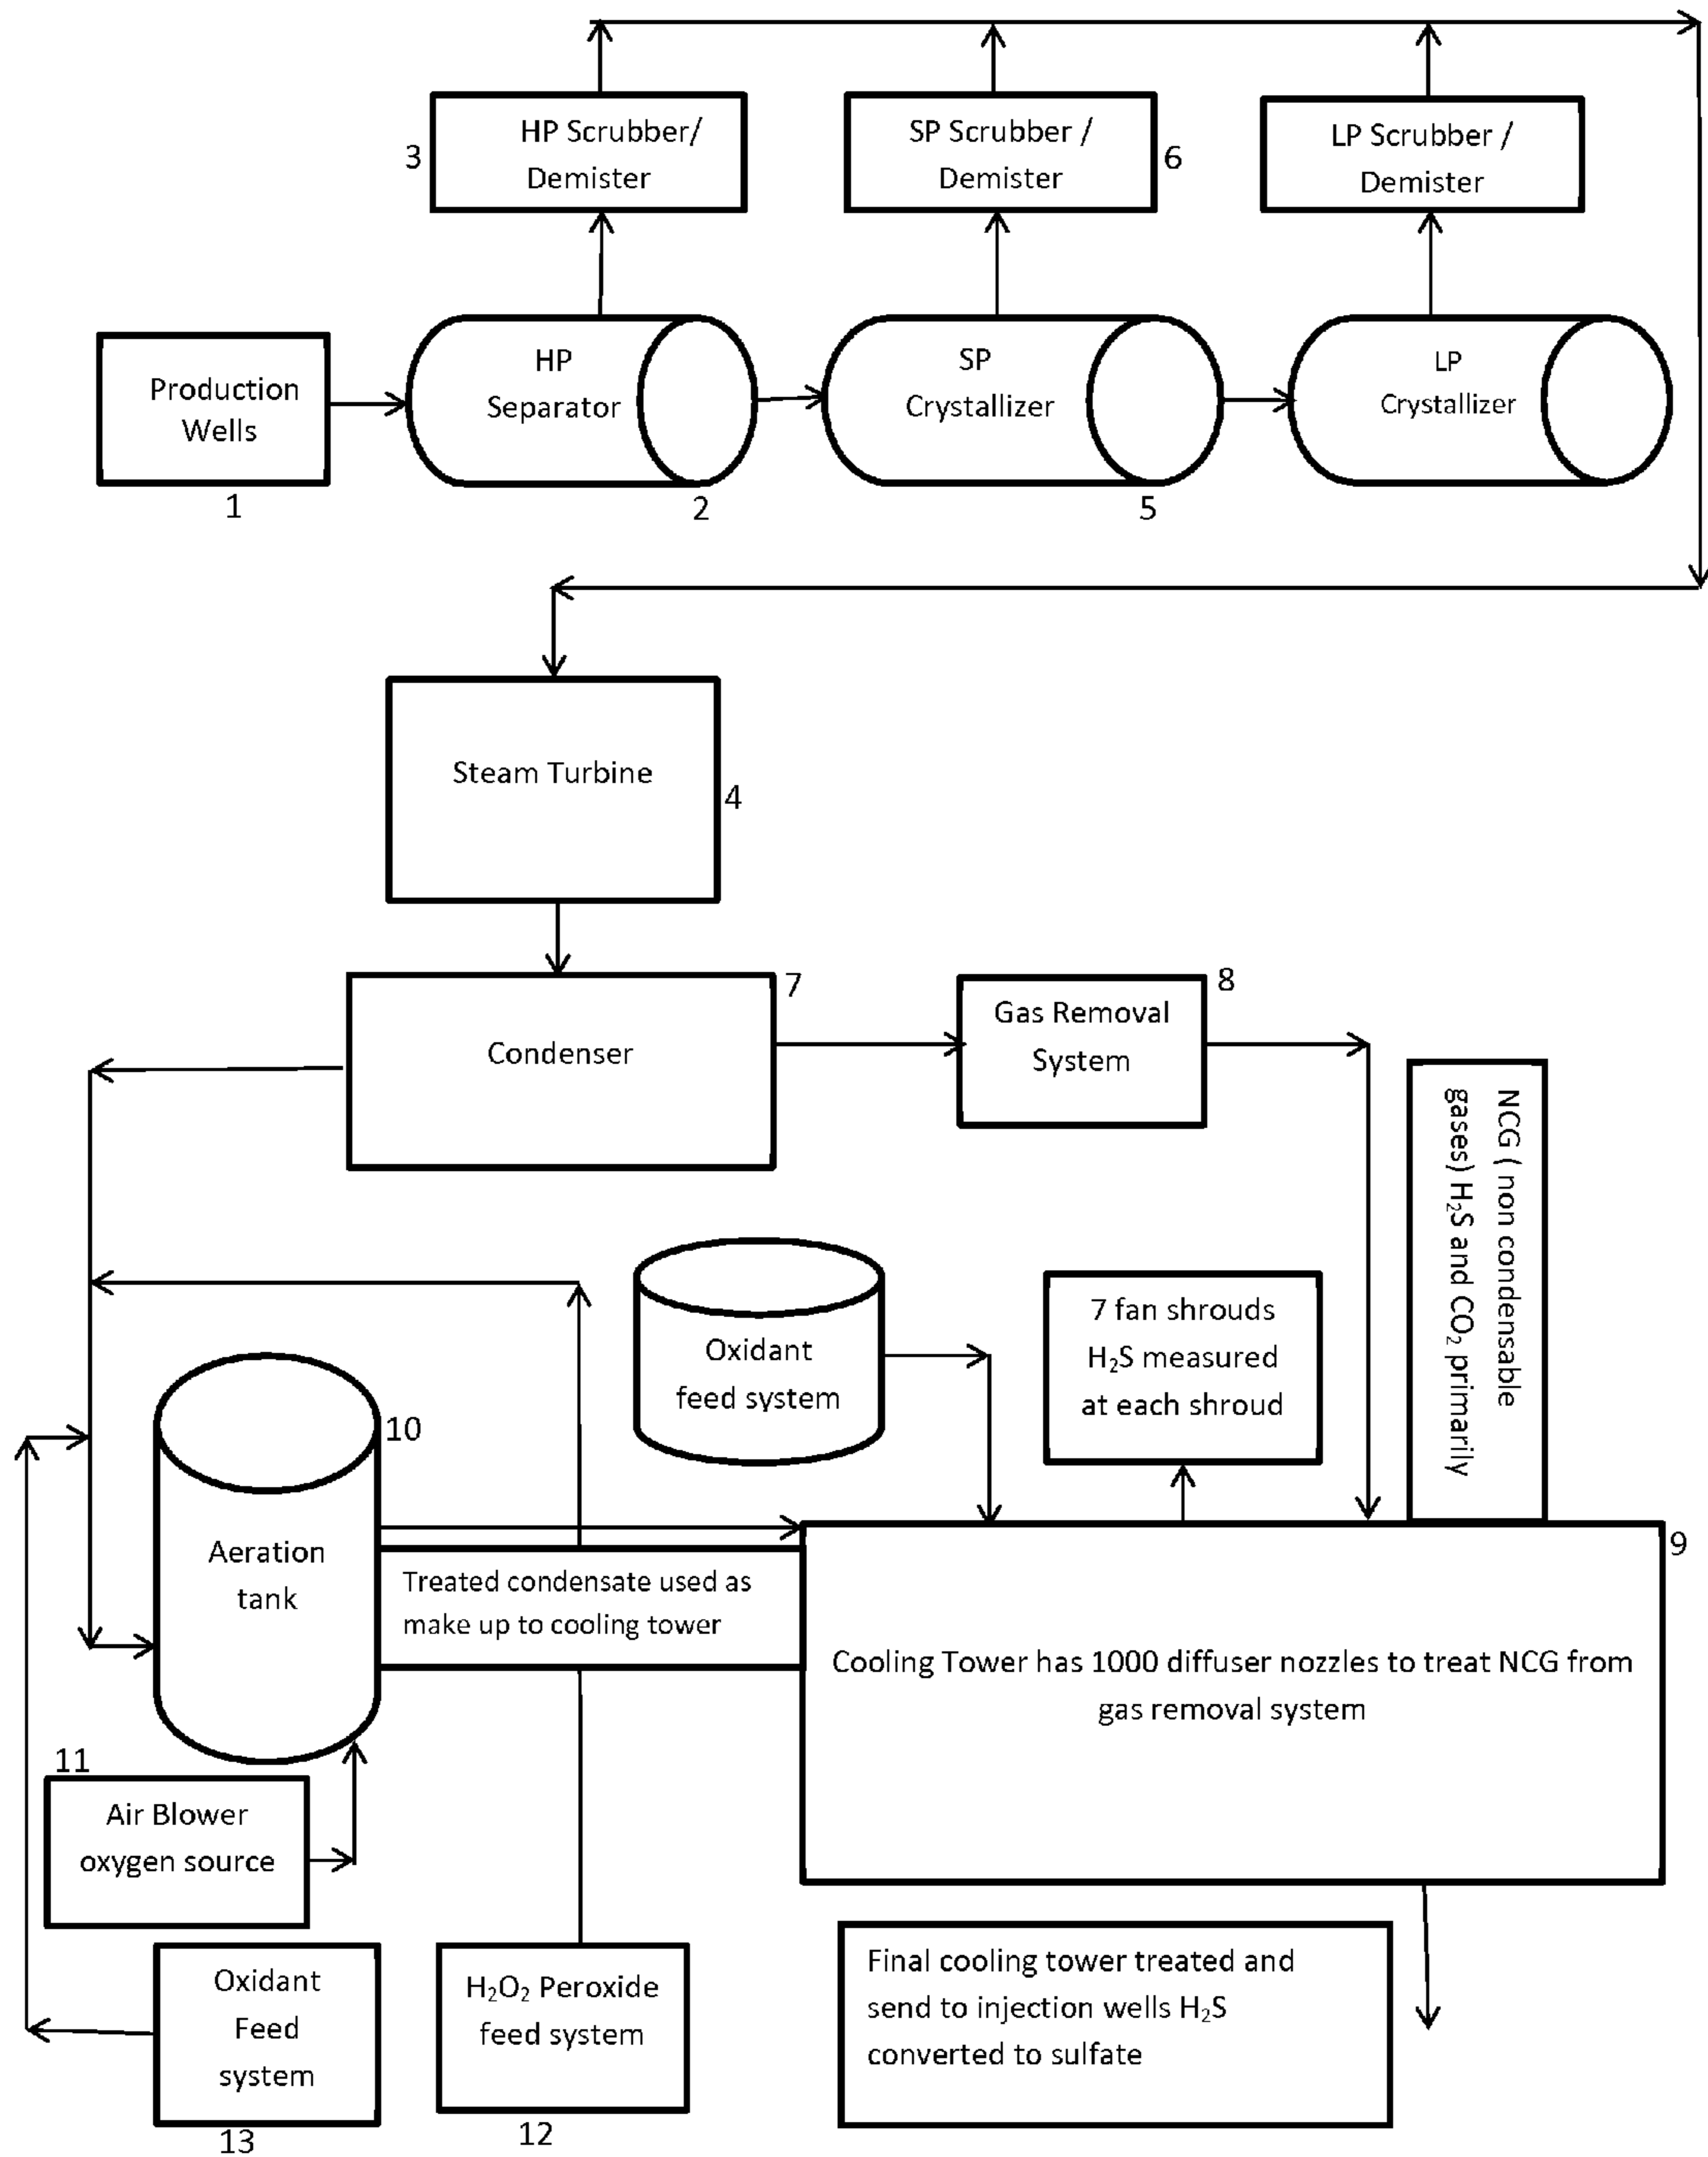 HP Scrubber/
Demister
3
SP Scrubber /
Demister
6
LP Scrubber /
Demister
Production
Wells
1
HP
Separator
2
SP
Crystallizer
5
LP
Crystallizer
Steam Turbine
4
Condenser
7
Gas Removal
System
8
NCG ( non condensable
gases) H₂S and CO₂ primarily
Oxidant
feed system
7 fan shrouds
H₂S measured
at each shroud
10
Aeration
tank
Treated condensate used as
make up to cooling tower
9
Cooling Tower has 1000 diffuser nozzles to treat NCG from
gas removal system
11
Air Blower
oxygen source
Oxidant
Feed
system
13
H₂O₂ Peroxide
feed system
12
Final cooling tower treated and
send to injection wells H₂S
converted to sulfate